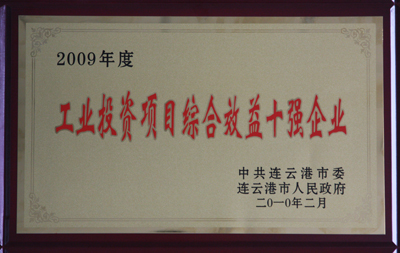 2009年度
工业投资项目综合效益十强企业
中共连云港市委
连云港市人民政府
二O一O年二月